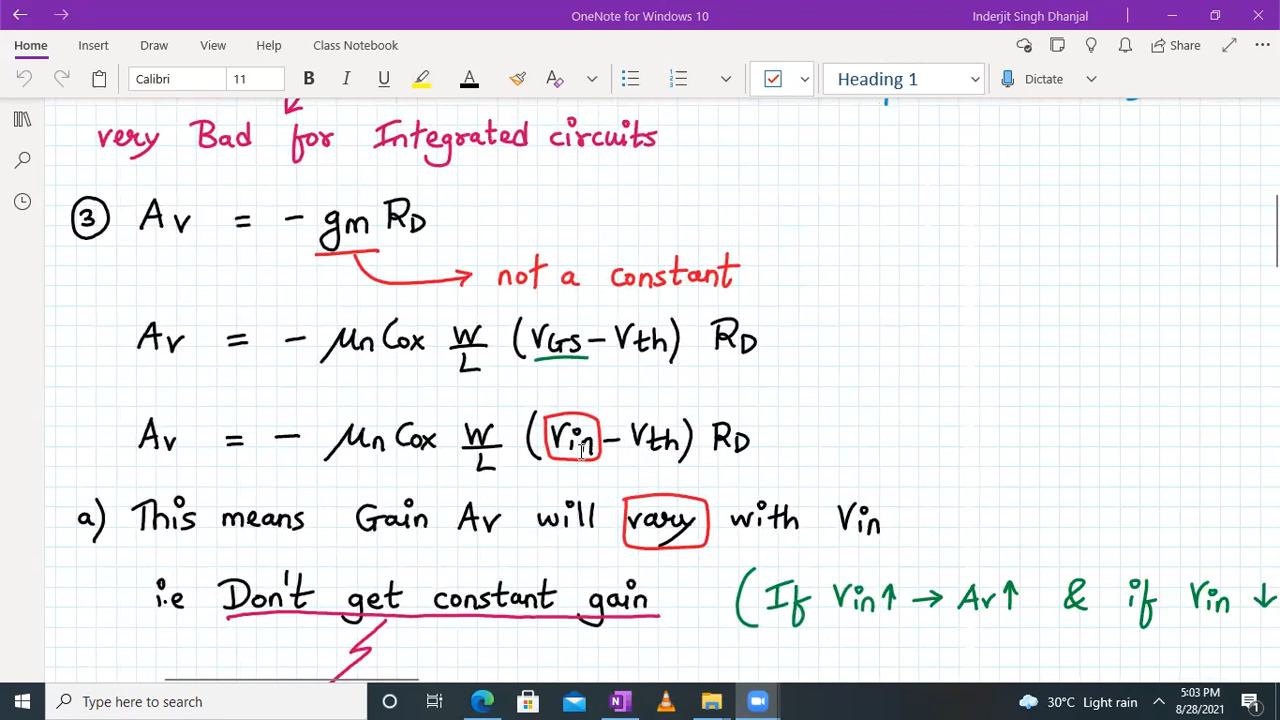 OneNote for Windows 10
Inderjit Singh Dhanjal
Home Insert Draw View Help Class Notebook Share
Calibri 11 B I U A Heading 1 Dictate
very Bad for Integrated circuits
③ Av = - gm RD
not a constant
Av = - μn Cox W/L (VGS - Vth) RD
Av = - μn Cox W/L (Vin - Vth) RD
a) This means Gain Av will vary with Vin
i.e Don't get constant gain (If Vin↑ → Av↑ & if Vin ↓
Type here to search 30°C Light rain 5:03 PM
8/28/2021